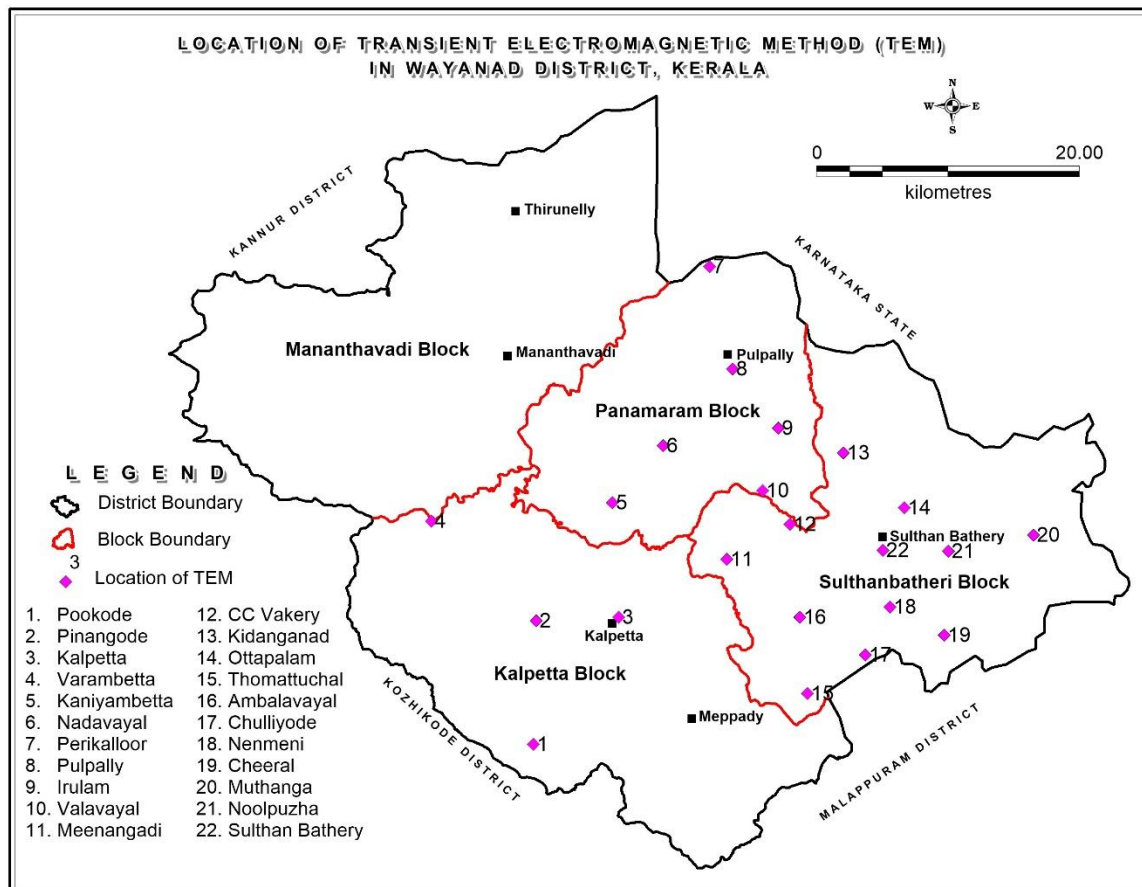 LOCATION OF TRANSIENT ELECTROMAGNETIC METHOD (TEM)
IN WAYANAD DISTRICT, KERALA
N
W E
S
0 20.00
kilometres
KANNUR DISTRICT
Thirunelly
KARNATAKA STATE
7
Mananthavadi Block
Mananthavadi
Pulpally
8
Panamaram Block
9
6
13
10
5
14
4
12
Sulthan Bathery
20
22
21
11
Sulthanbatheri Block
18
16
3
2
Kalpetta
19
17
Kalpetta Block
15
Meppady
1
KOZHIKODE DISTRICT
MALAPPURAM DISTRICT
LEGEND
District Boundary
Block Boundary
3
Location of TEM
1. Pookode
2. Pinangode
3. Kalpetta
4. Varambetta
5. Kaniyambetta
6. Nadavayal
7. Perikalloor
8. Pulpally
9. Irulam
10. Valavayal
11. Meenangadi
12. CC Vakery
13. Kidanganad
14. Ottapalam
15. Thomattuchal
16. Ambalavayal
17. Chulliyode
18. Nenmeni
19. Cheeral
20. Muthanga
21. Noolpuzha
22. Sulthan Bathery